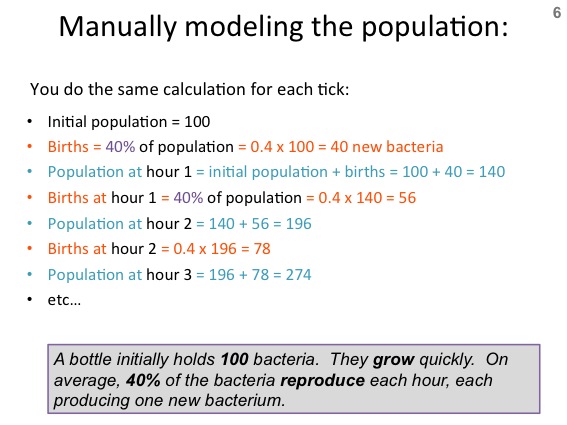 6
Manually modeling the population:
You do the same calculation for each tick:
• Initial population = 100
• Births = 40% of population = 0.4 x 100 = 40 new bacteria
• Population at hour 1 = initial population + births = 100 + 40 = 140
• Births at hour 1 = 40% of population = 0.4 x 140 = 56
• Population at hour 2 = 140 + 56 = 196
• Births at hour 2 = 0.4 x 196 = 78
• Population at hour 3 = 196 + 78 = 274
• etc...
A bottle initially holds 100 bacteria. They grow quickly. On
average, 40% of the bacteria reproduce each hour, each
producing one new bacterium.